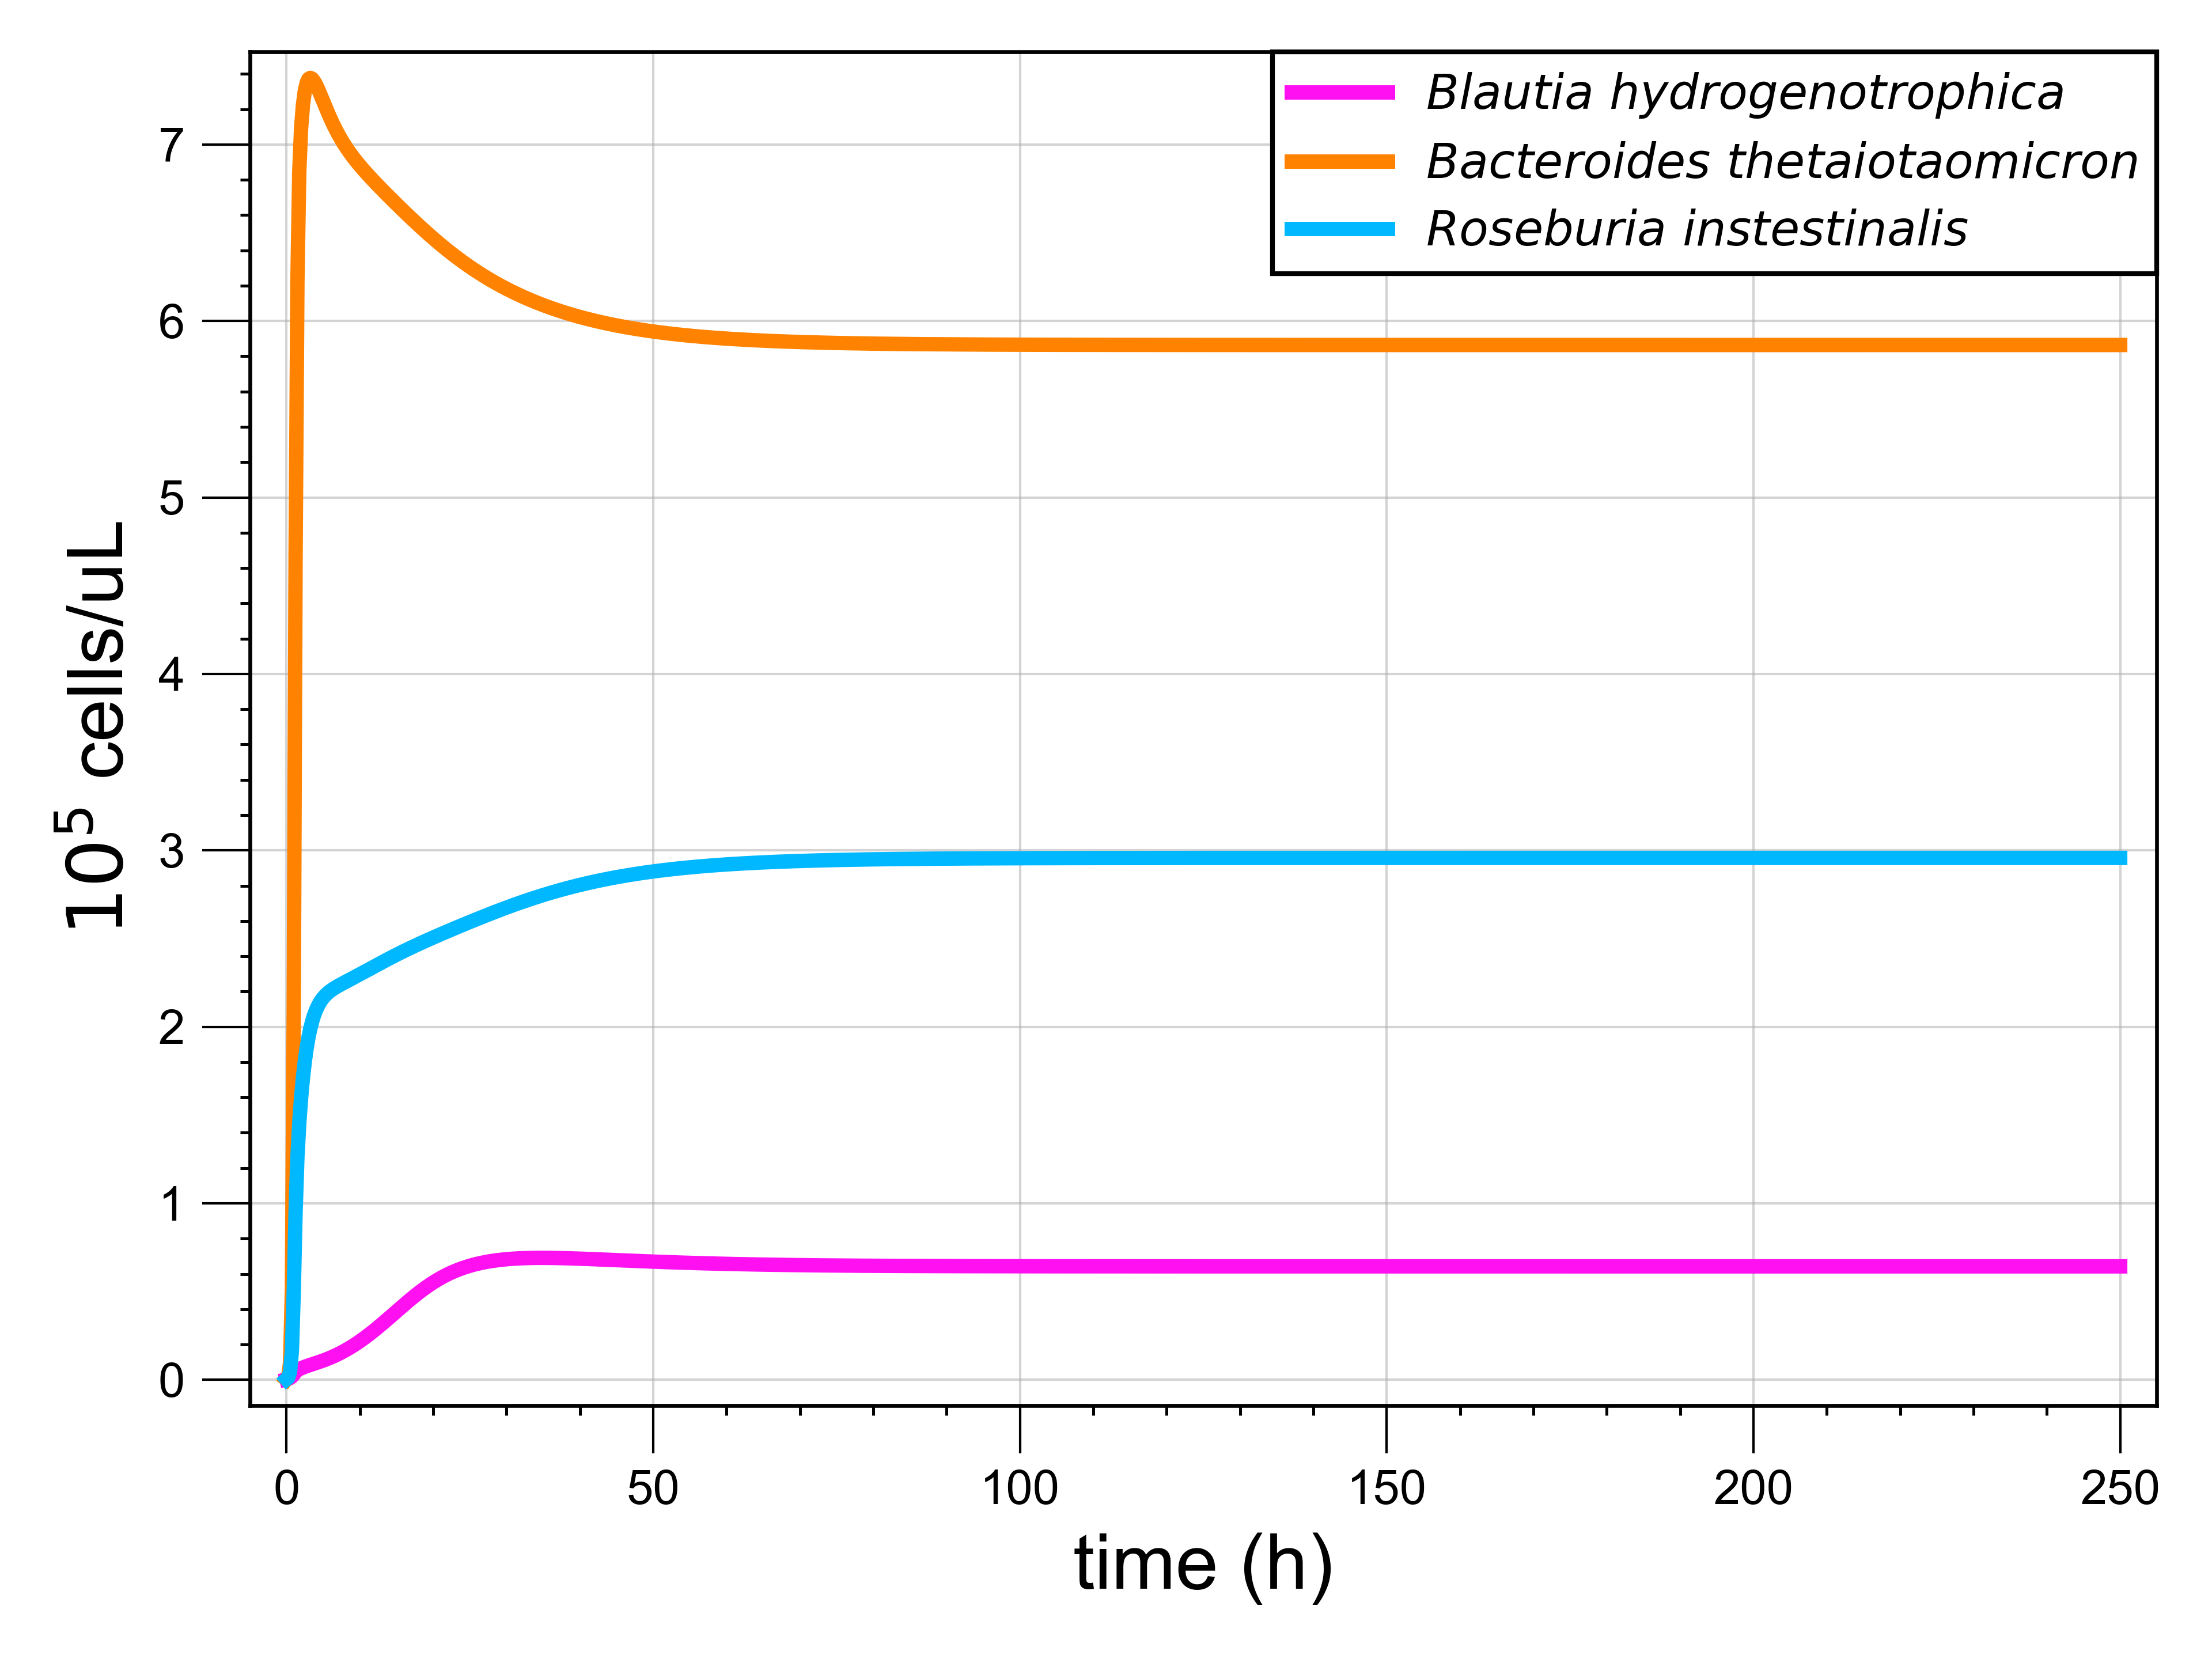 Blautia hydrogenotrophica
Bacteroides thetaiotaomicron
Roseburia instestinalis
10⁵ cells/uL
7
6
5
4
3
2
1
0
0 50 100 150 200 250
time (h)